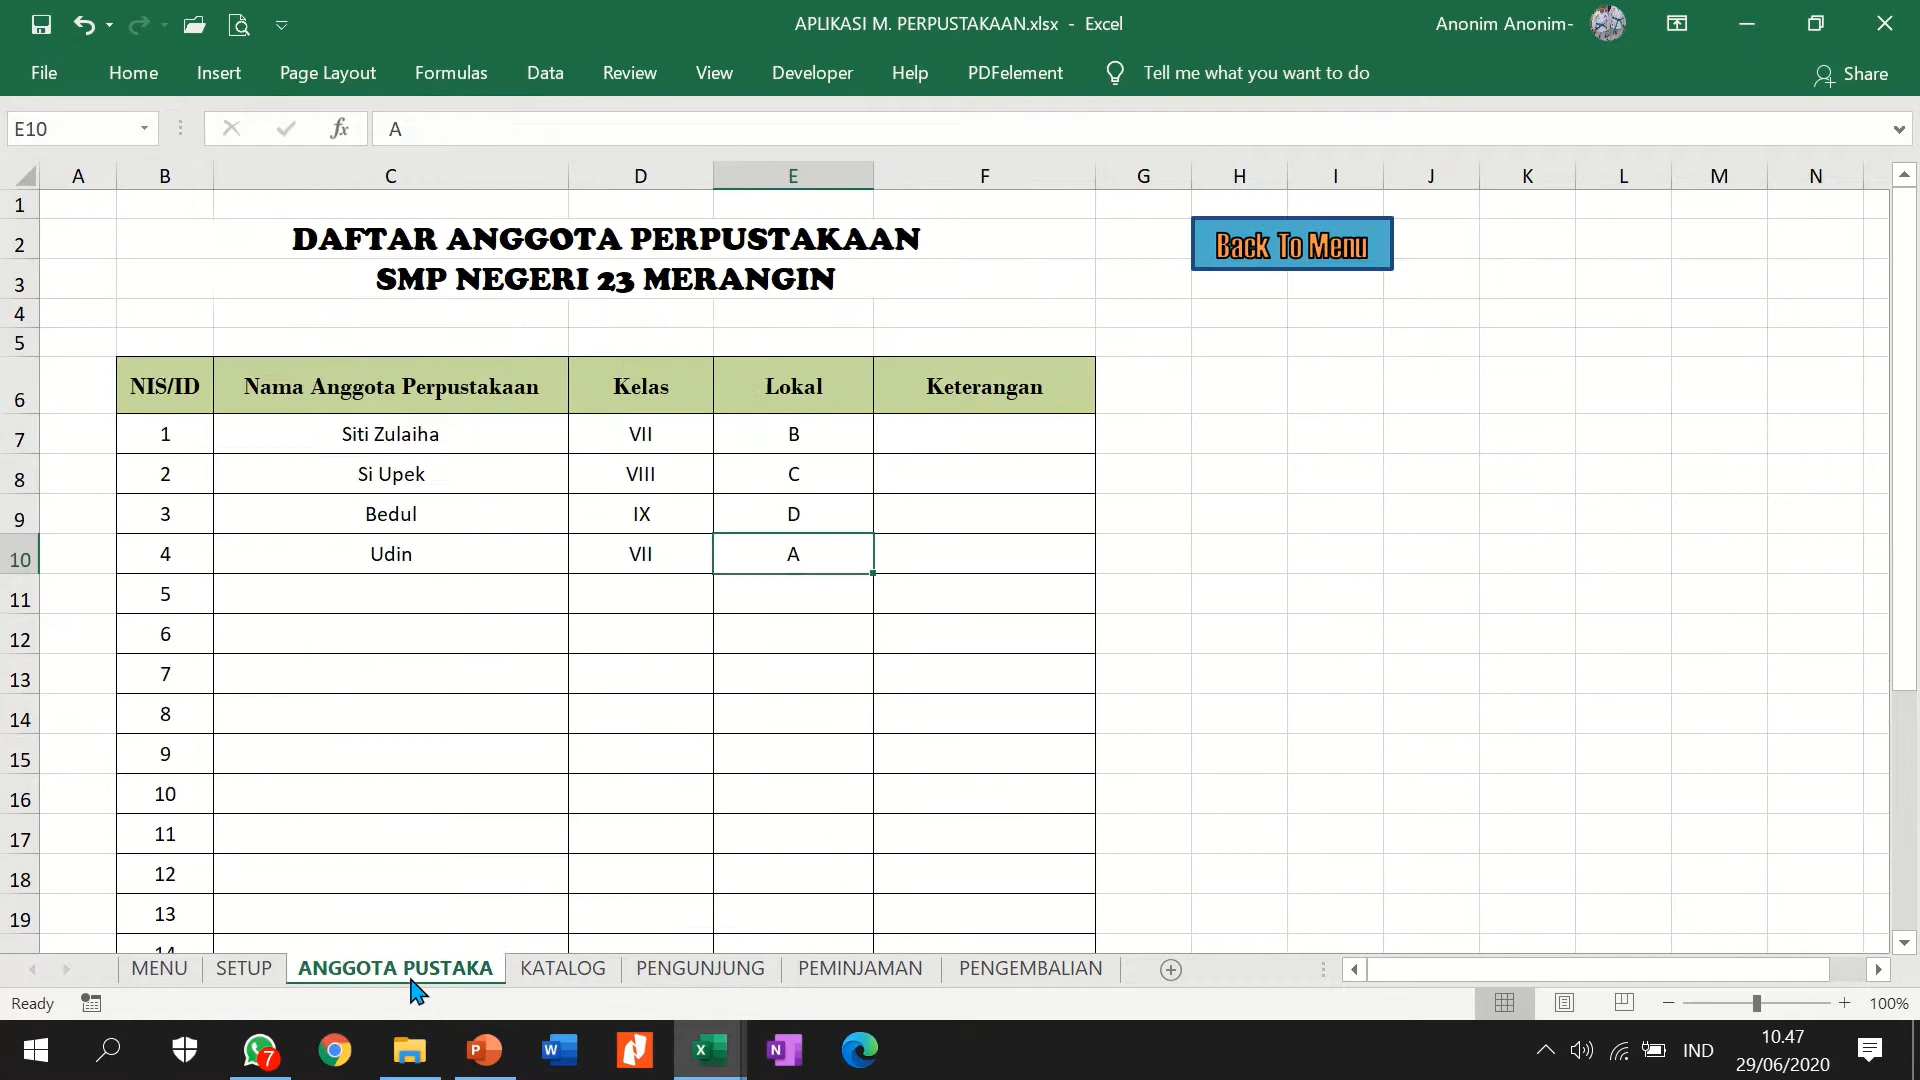 APLIKASI M. PERPUSTAKAAN.xlsx - Excel
Anonim Anonim-
File Home Insert Page Layout Formulas Data Review View Developer Help PDFelement Tell me what you want to do Share
E10 fx A
A B C D E F G H I J K L M N
1
2 DAFTAR ANGGOTA PERPUSTAKAAN Back To Menu
3 SMP NEGERI 23 MERANGIN
4
5
6 NIS/ID Nama Anggota Perpustakaan Kelas Lokal Keterangan
7 1 Siti Zulaiha VII B
8 2 Si Upek VIII C
9 3 Bedul IX D
10 4 Udin VII A
11 5
12 6
13 7
14 8
15 9
16 10
17 11
18 12
19 13
14
MENU SETUP ANGGOTA PUSTAKA KATALOG PENGUNJUNG PEMINJAMAN PENGEMBALIAN
Ready 100%
7 IND 10.47
29/06/2020